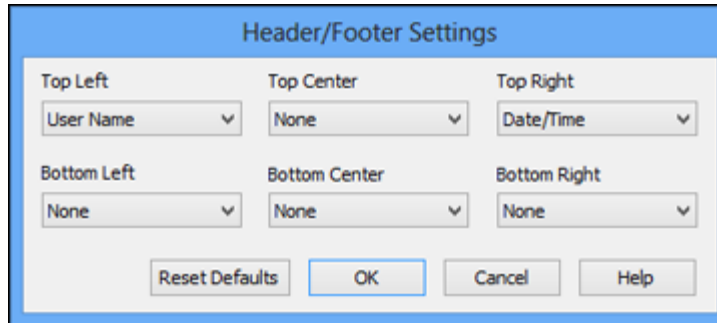 Header/Footer Settings
Top Left Top Center Top Right
User Name None Date/Time
Bottom Left Bottom Center Bottom Right
None None None
Reset Defaults OK Cancel Help